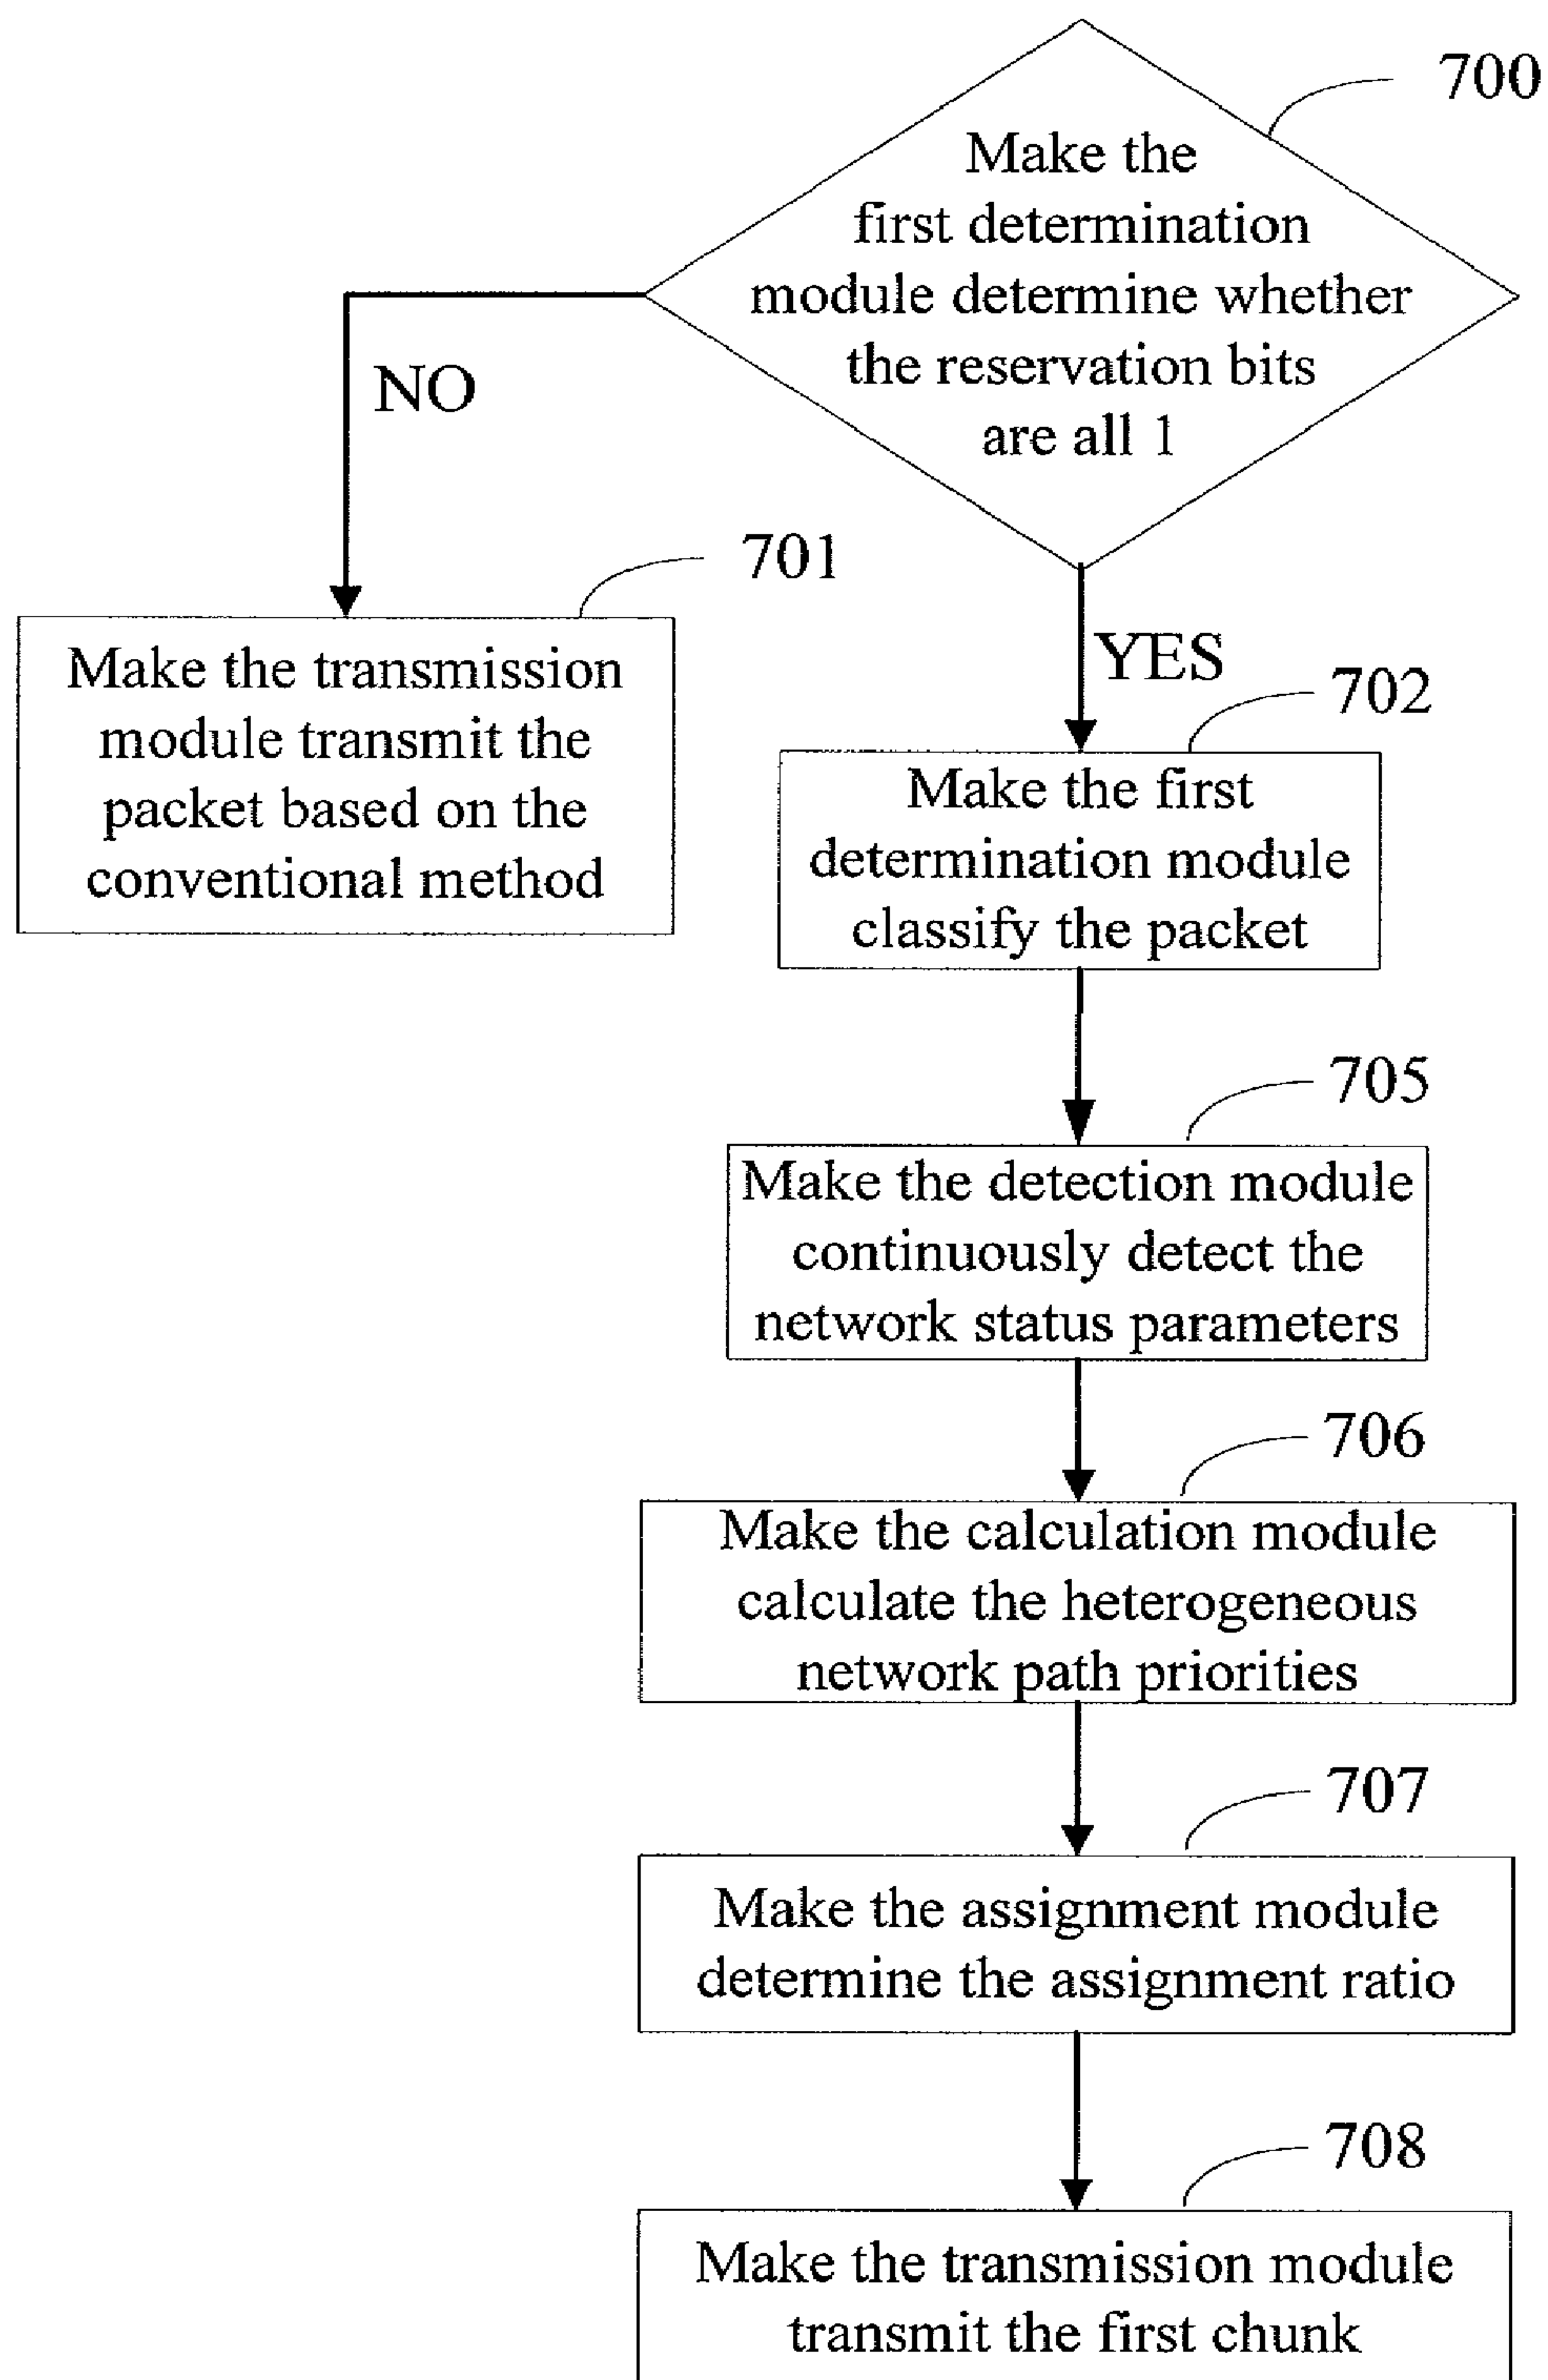 700
Make the
first determination
module determine whether
the reservation bits
are all 1
NO
701
Make the transmission
module transmit the
packet based on the
conventional method
YES
702
Make the first
determination module
classify the packet
705
Make the detection module
continuously detect the
network status parameters
706
Make the calculation module
calculate the heterogeneous
network path priorities
707
Make the assignment module
determine the assignment ratio
708
Make the transmission module
transmit the first chunk